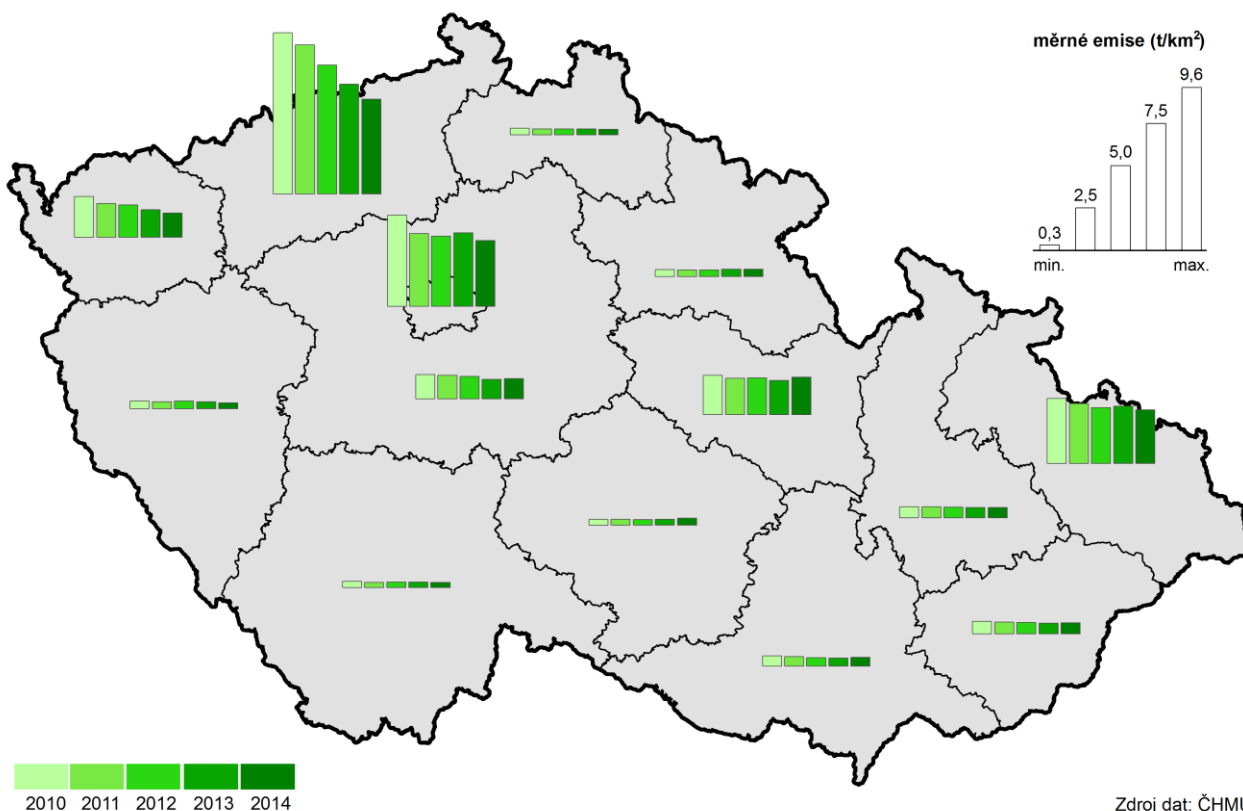 měrné emise (t/km²)
9,6
7,5
5,0
2,5
0,3
min. max.
2010 2011 2012 2013 2014
Zdroj dat: ČHMÚ